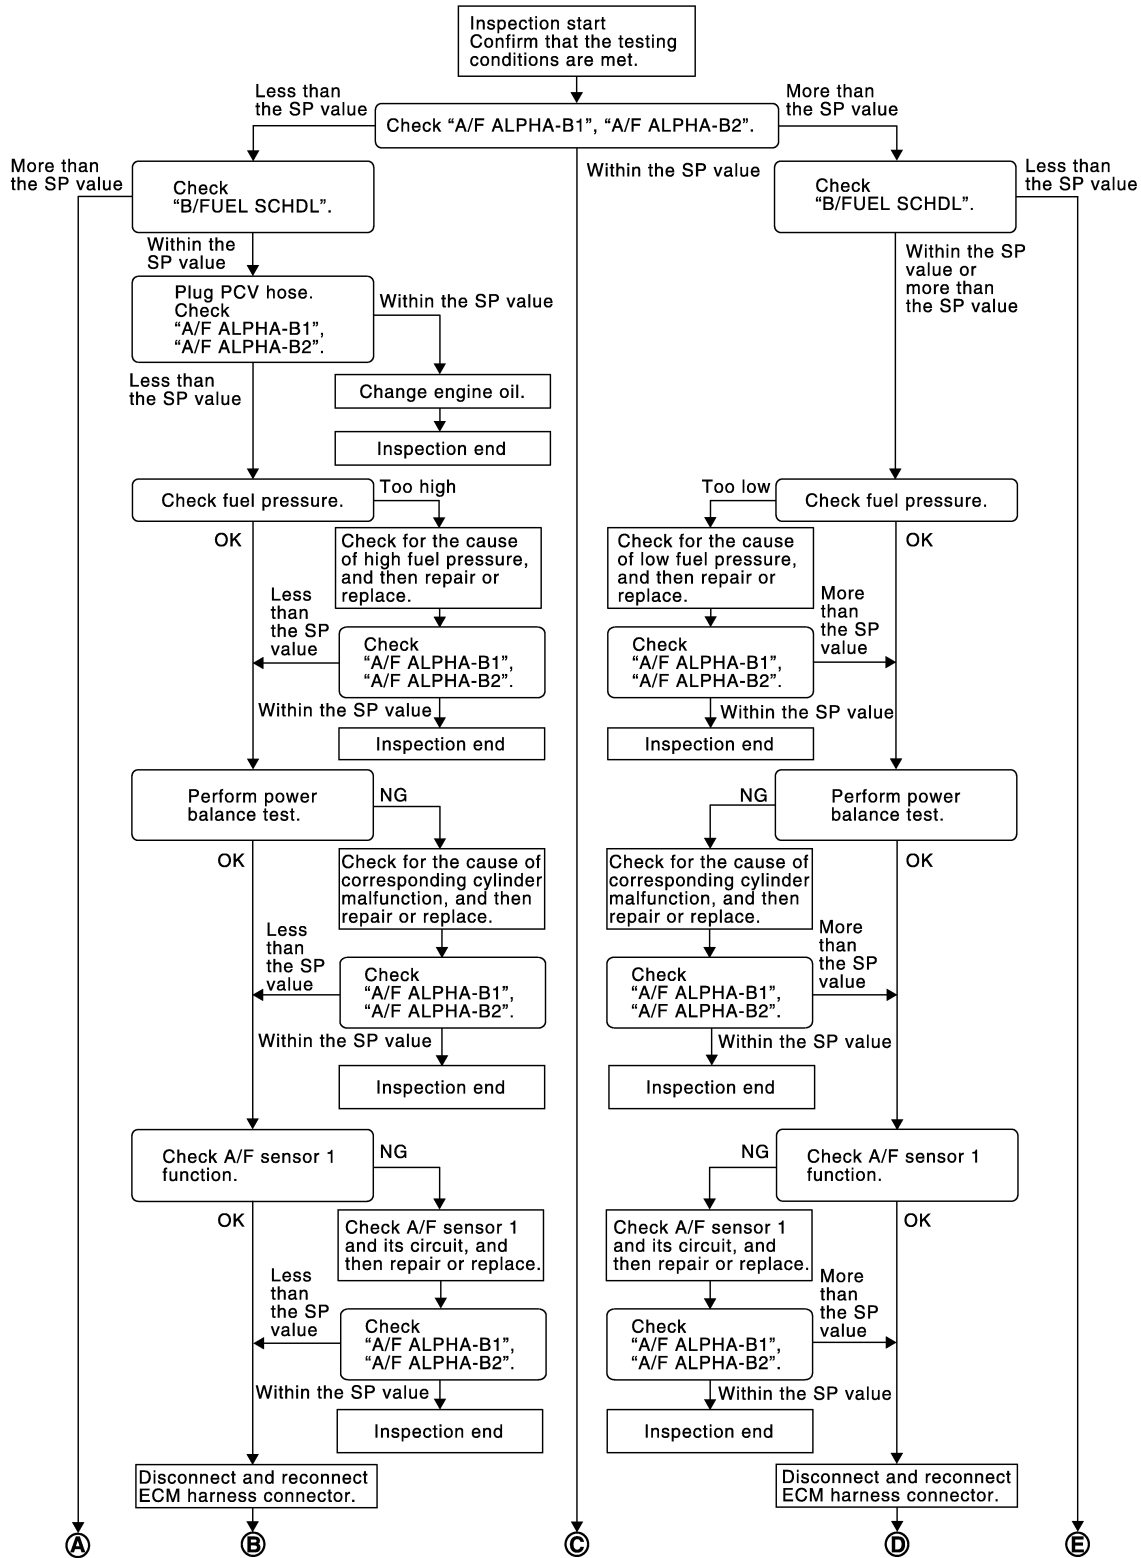 Inspection start
Confirm that the testing
conditions are met.
Less than
the SP value
More than
the SP value
Check “A/F ALPHA-B1”, “A/F ALPHA-B2”.
More than
the SP value
Check
“B/FUEL SCHDL”.
Within the SP value
Check
“B/FUEL SCHDL”.
Less than
the SP value
Within the
SP value
Within the SP
value or
more than
the SP value
Plug PCV hose.
Check
“A/F ALPHA-B1”,
“A/F ALPHA-B2”.
Within the SP value
Less than
the SP value
Change engine oil.
Inspection end
Check fuel pressure.
Too high
Too low
Check fuel pressure.
OK
Check for the cause
of high fuel pressure,
and then repair or
replace.
Check for the cause
of low fuel pressure,
and then repair or
replace.
OK
Less
than
the SP
value
Check
“A/F ALPHA-B1”,
“A/F ALPHA-B2”.
Check
“A/F ALPHA-B1”,
“A/F ALPHA-B2”.
More
than
the SP
value
Within the SP value
Within the SP value
Inspection end
Inspection end
Perform power
balance test.
NG
NG
Perform power
balance test.
OK
Check for the cause of
corresponding cylinder
malfunction, and then
repair or replace.
Check for the cause of
corresponding cylinder
malfunction, and then
repair or replace.
OK
Less
than
the SP
value
Check
“A/F ALPHA-B1”,
“A/F ALPHA-B2”.
Check
“A/F ALPHA-B1”,
“A/F ALPHA-B2”.
More
than
the SP
value
Within the SP value
Within the SP value
Inspection end
Inspection end
Check A/F sensor 1
function.
NG
NG
Check A/F sensor 1
function.
OK
Check A/F sensor 1
and its circuit, and
then repair or replace.
Check A/F sensor 1
and its circuit, and
then repair or replace.
OK
Less
than
the SP
value
Check
“A/F ALPHA-B1”,
“A/F ALPHA-B2”.
Check
“A/F ALPHA-B1”,
“A/F ALPHA-B2”.
More
than
the SP
value
Within the SP value
Within the SP value
Inspection end
Inspection end
Disconnect and reconnect
ECM harness connector.
Disconnect and reconnect
ECM harness connector.
A
B
C
D
E